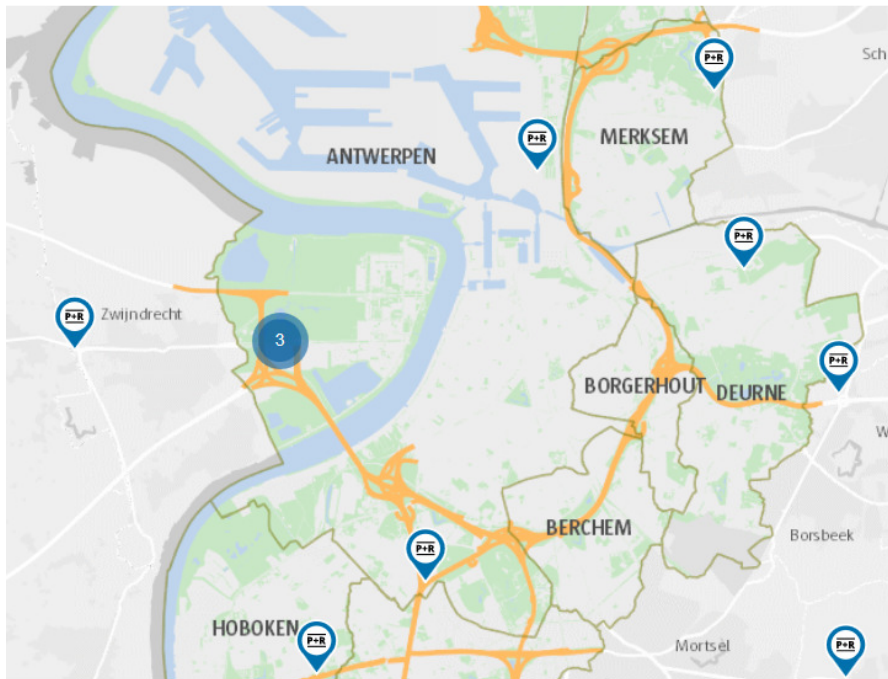 P+R
Sch
ANTWERPEN
P+R
MERKSEM
P+R
P+R
Zwijndrecht
3
P+R
BORGERHOUT
DEURNE
W
BERCHEM
Borsbeek
P+R
HOBOKEN
P+R
Mortsel
P+R